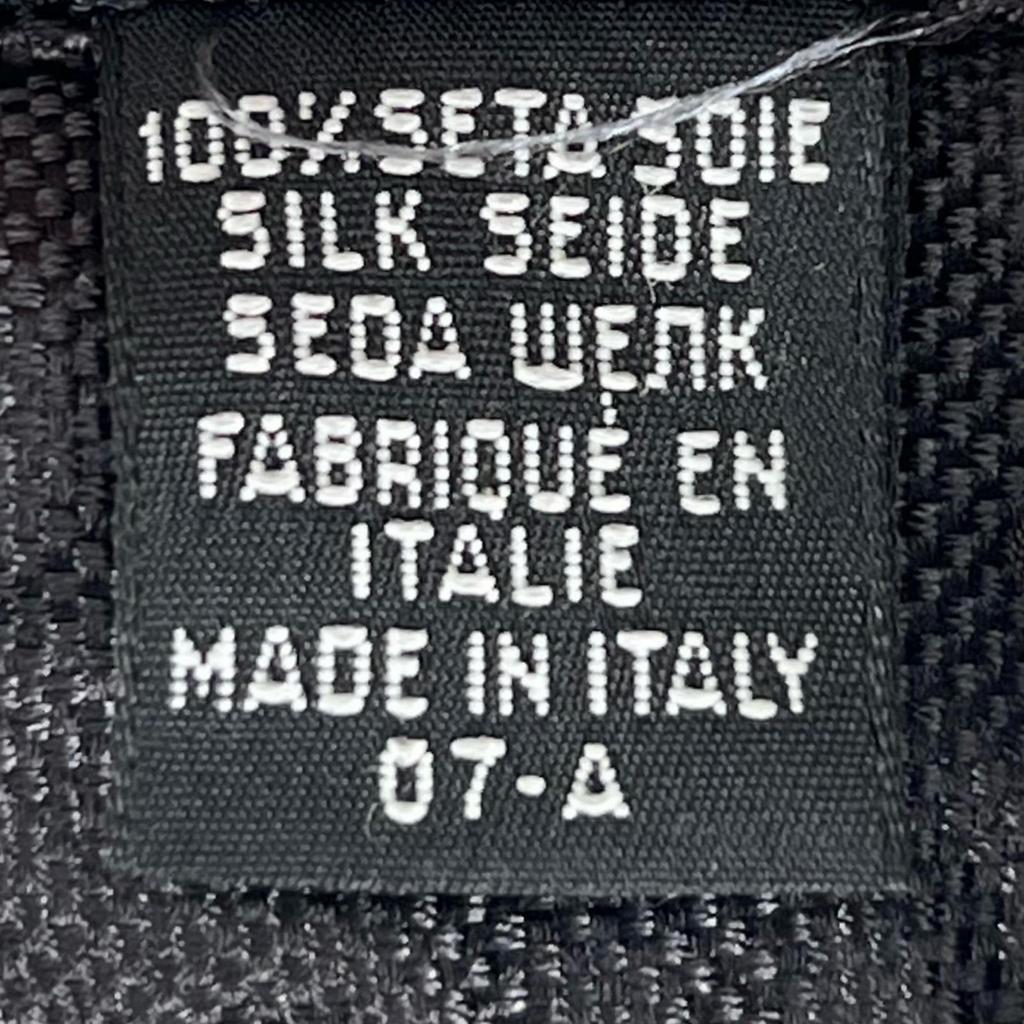 100% SETA SOIE
SILK SEIDE
SEDA ШЕЛК
FABRIQUÉ EN
ITALIE
MADE IN ITALY
07-A